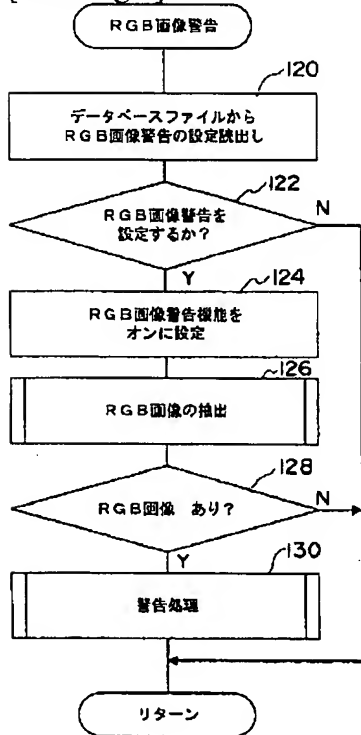 RGB画像警告
120
データベースファイルから
RGB画像警告の設定読出し
122
RGB画像警告を
設定するか?
N
Y
124
RGB画像警告機能を
オンに設定
126
RGB画像の抽出
128
RGB画像 あり?
N
Y
130
警告処理
リターン